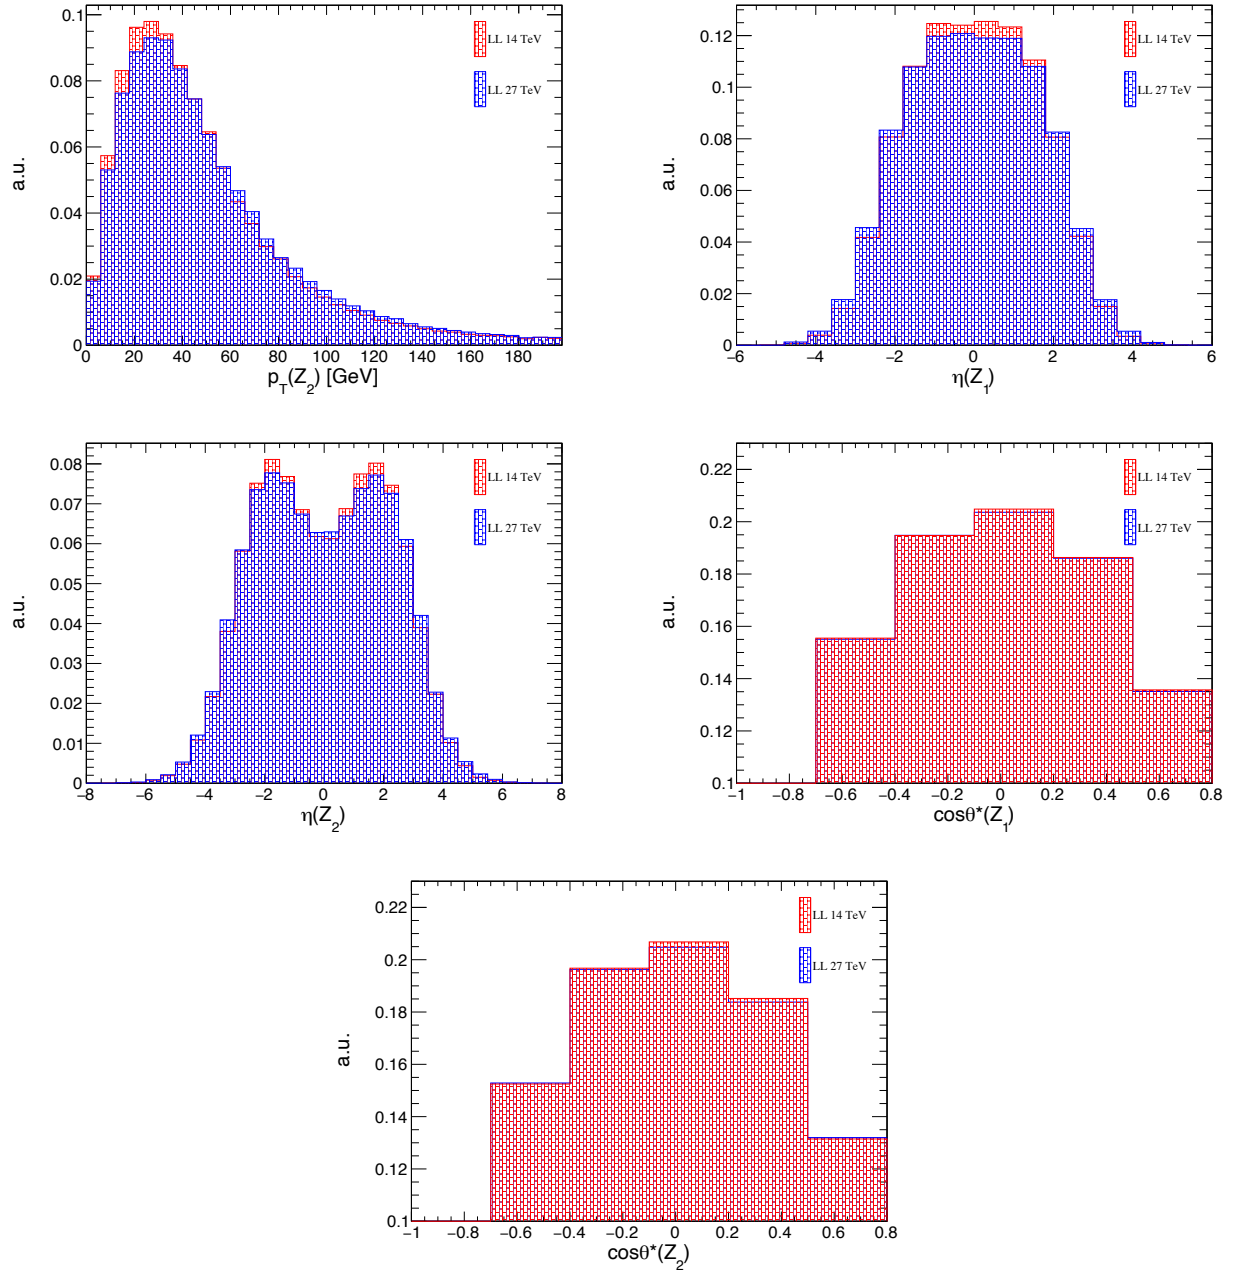 0.1
0.08
0.06
0.04
0.02
0
a.u.
LL 14 TeV
LL 27 TeV
0 20 40 60 80 100 120 140 160 180
p_T(Z_2) [GeV]
0.12
0.1
0.08
0.06
0.04
0.02
0
a.u.
LL 14 TeV
LL 27 TeV
−6 −4 −2 0 2 4 6
η(Z_1)
0.08
0.07
0.06
0.05
0.04
0.03
0.02
0.01
0
a.u.
LL 14 TeV
LL 27 TeV
−8 −6 −4 −2 0 2 4 6 8
η(Z_2)
0.22
0.2
0.18
0.16
0.14
0.12
0.1
a.u.
LL 14 TeV
LL 27 TeV
−1 −0.8 −0.6 −0.4 −0.2 0 0.2 0.4 0.6 0.8
cosθ*(Z_1)
0.22
0.2
0.18
0.16
0.14
0.12
0.1
a.u.
LL 14 TeV
LL 27 TeV
−1 −0.8 −0.6 −0.4 −0.2 0 0.2 0.4 0.6 0.8
cosθ*(Z_2)